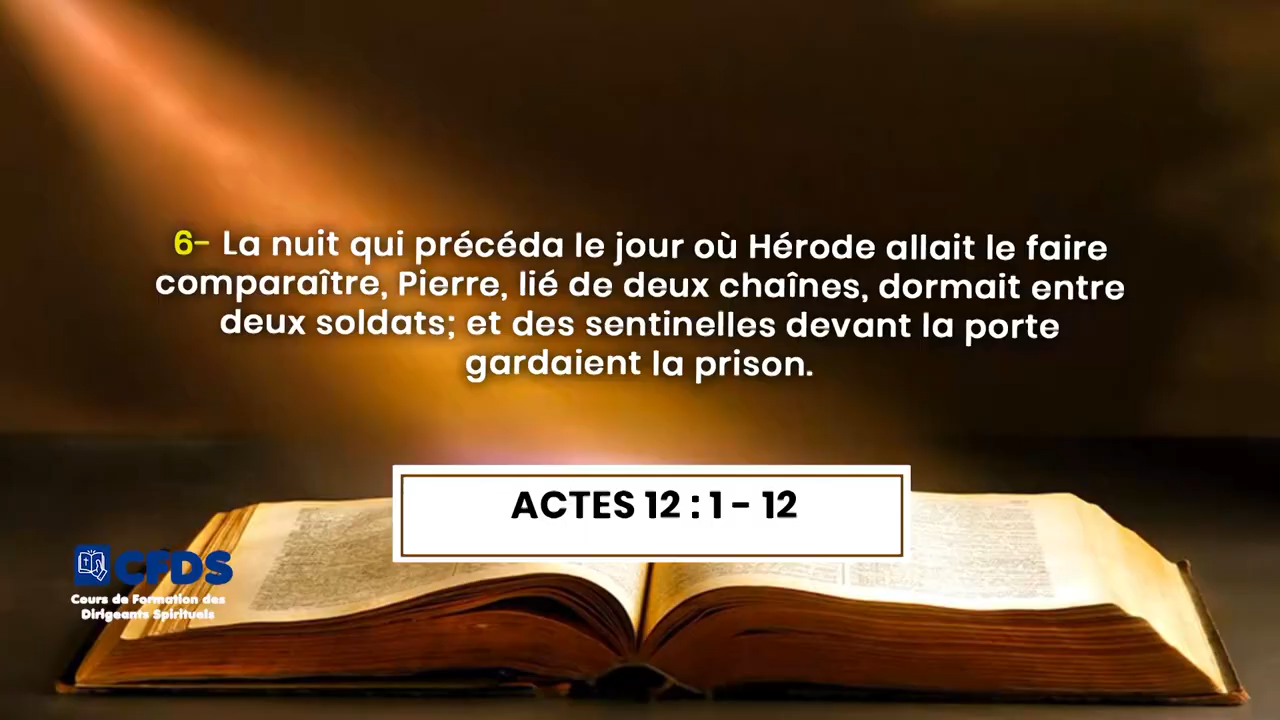 6- La nuit qui précéda le jour où Hérode allait le faire
comparaître, Pierre, lié de deux chaînes, dormait entre
deux soldats; et des sentinelles devant la porte
gardaient la prison.
ACTES 12 : 1 - 12
CFDS
Cours de Formation des
Dirigeants Spirituels